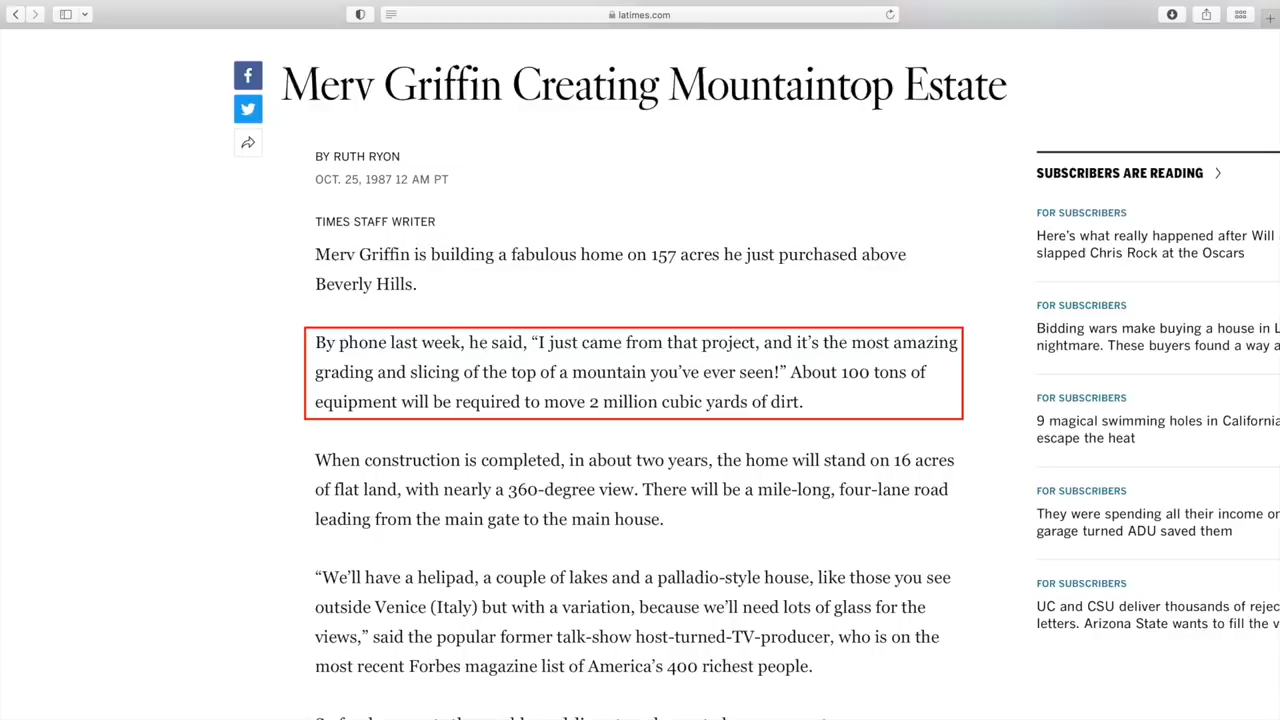 latimes.com
Merv Griffin Creating Mountaintop Estate
BY RUTH RYON
OCT. 25, 1987 12 AM PT
TIMES STAFF WRITER
Merv Griffin is building a fabulous home on 157 acres he just purchased above
Beverly Hills.
By phone last week, he said, “I just came from that project, and it’s the most amazing
grading and slicing of the top of a mountain you’ve ever seen!” About 100 tons of
equipment will be required to move 2 million cubic yards of dirt.
When construction is completed, in about two years, the home will stand on 16 acres
of flat land, with nearly a 360-degree view. There will be a mile-long, four-lane road
leading from the main gate to the main house.
“We’ll have a helipad, a couple of lakes and a palladio-style house, like those you see
outside Venice (Italy) but with a variation, because we’ll need lots of glass for the
views,” said the popular former talk-show host-turned-TV-producer, who is on the
most recent Forbes magazine list of America’s 400 richest people.
SUBSCRIBERS ARE READING
FOR SUBSCRIBERS
Here’s what really happened after Will
slapped Chris Rock at the Oscars
FOR SUBSCRIBERS
Bidding wars make buying a house in
nightmare. These buyers found a way
FOR SUBSCRIBERS
9 magical swimming holes in California
escape the heat
FOR SUBSCRIBERS
They were spending all their income
garage turned ADU saved them
FOR SUBSCRIBERS
UC and CSU deliver thousands of
letters. Arizona State wants to fill the